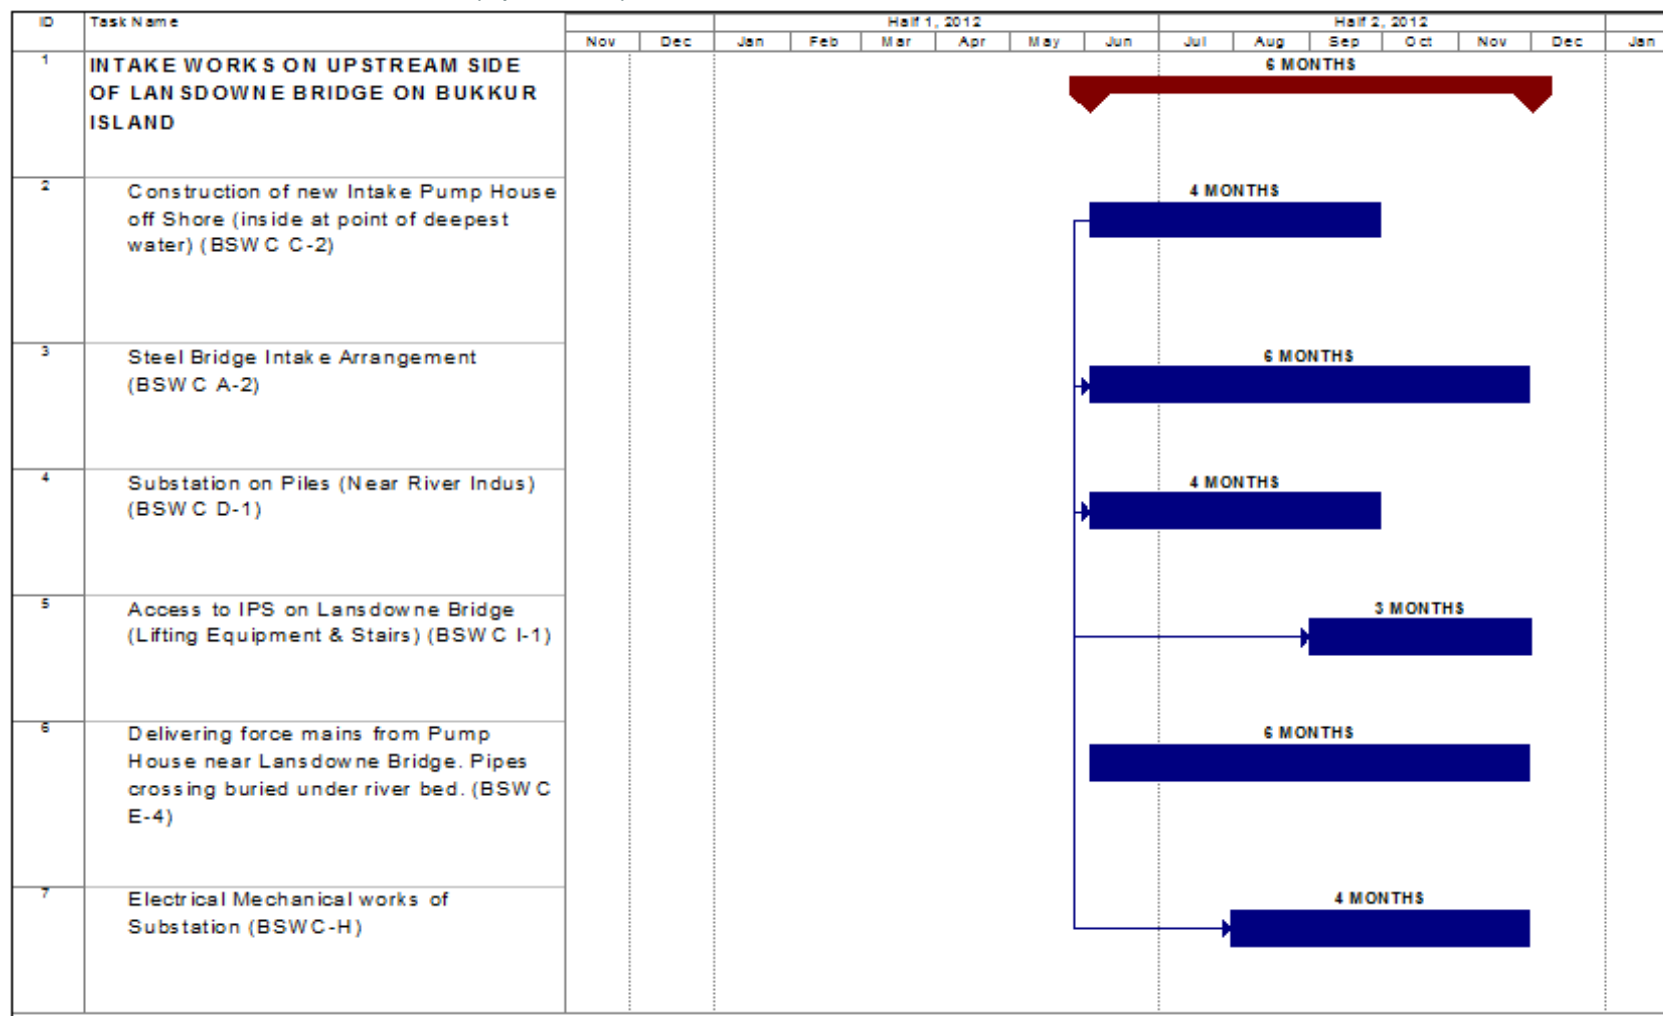 ID Task Name Half 1, 2012 Half 2, 2012
Nov Dec Jan Feb Mar Apr May Jun Jul Aug Sep Oct Nov Dec Jan
1 INTAKE WORKS ON UPSTREAM SIDE 6 MONTHS
OF LANSDOWNE BRIDGE ON BUKKUR
ISLAND
2 Construction of new Intake Pump House 4 MONTHS
off Shore (inside at point of deepest
water) (BSWC C-2)
3 Steel Bridge Intake Arrangement 6 MONTHS
(BSWC A-2)
4 Substation on Piles (Near River Indus) 4 MONTHS
(BSWC D-1)
5 Access to IPS on Lansdowne Bridge 3 MONTHS
(Lifting Equipment & Stairs) (BSWC I-1)
6 Delivering force mains from Pump 6 MONTHS
House near Lansdowne Bridge. Pipes
crossing buried under river bed. (BSWC
E-4)
7 Electrical Mechanical works of 4 MONTHS
Substation (BSWC-H)